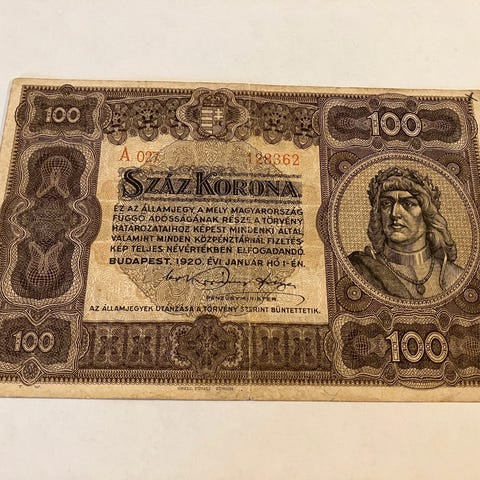 100 100
A 027 128362
SZÁZ KORONA
EZ AZ ÁLLAMJEGY A MELY MAGYARORSZÁG
FÜGGŐ ADÓSSÁGÁNAK RÉSZE A TÖRVÉNY
HATÁROZATAIHOZ KÉPEST MINDENKI ÁLTAL,
VALAMINT MINDEN KÖZPÉNZTÁRNÁL FIZETÉS-
KÉP TELJES NÉVÉRTÉKBEN ELFOGADANDÓ.
BUDAPEST, 1920. ÉVI JANUÁR HÓ 1-ÉN.
PÉNZÜGYMINISTER
AZ ÁLLAMJEGYEK UTÁNZÁSA A TÖRVÉNY SZERINT BÜNTETTETIK.
100 100